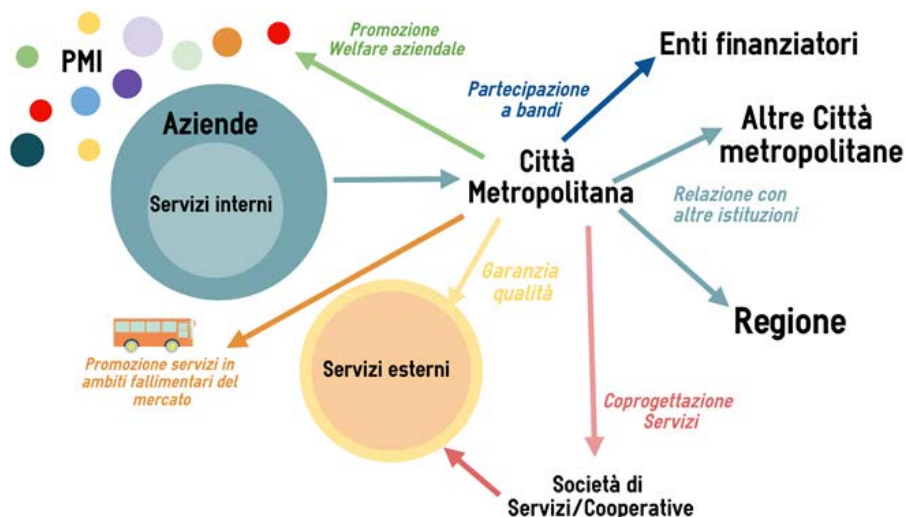 PMI
Promozione
Welfare aziendale
Enti finanziatori
Partecipazione
a bandi
Aziende
Altre Città
metropolitane
Città
Metropolitana
Servizi interni
Relazione con
altre istituzioni
Garanzia
qualità
Regione
Promozione servizi in
ambiti fallimentari del
mercato
Servizi esterni
Coprogettazione
Servizi
Società di
Servizi/Cooperative